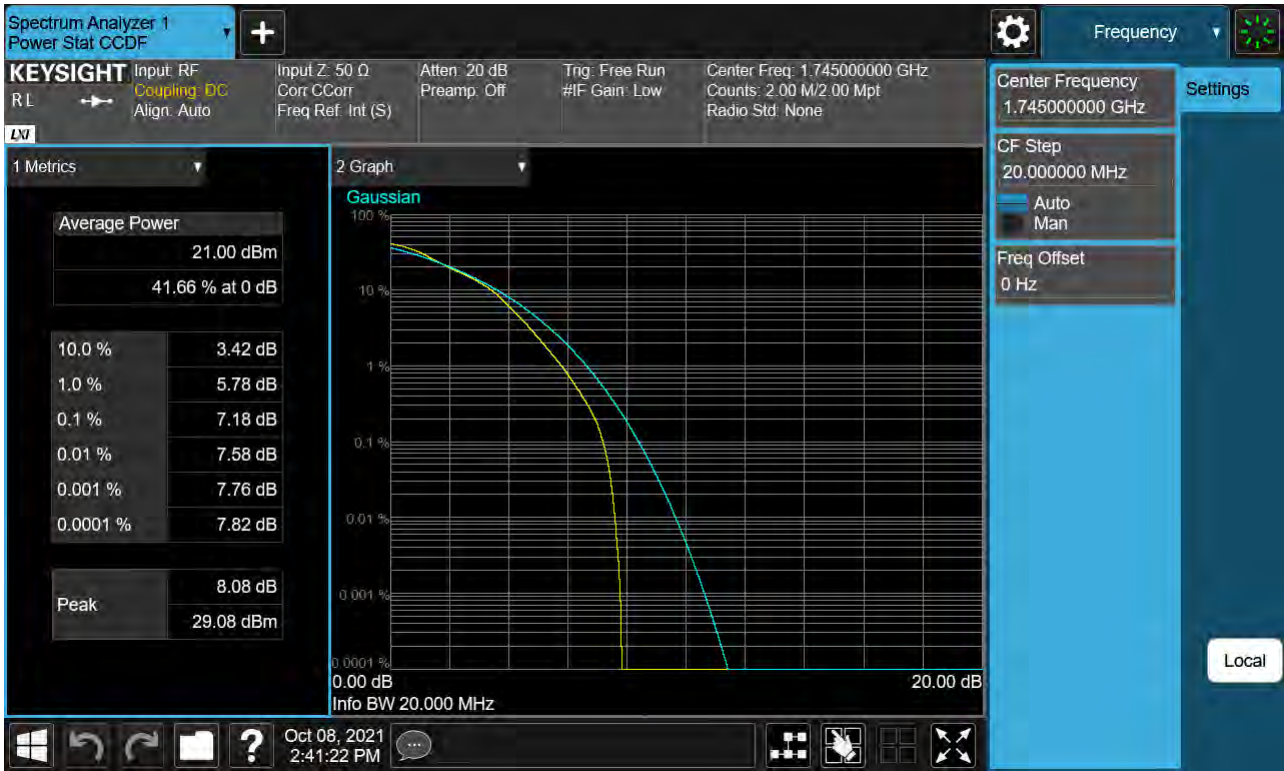 Spectrum Analyzer 1
Power Stat CCDF
Frequency
KEYSIGHT
RL
LXI
Input: RF
Coupling: DC
Align: Auto
Input Z: 50 Ω
Corr CCorr
Freq Ref: Int (S)
Atten: 20 dB
Preamp: Off
Trig: Free Run
#IF Gain: Low
Center Freq: 1.745000000 GHz
Counts: 2.00 M/2.00 Mpt
Radio Std: None
Center Frequency
1.745000000 GHz
Settings
CF Step
20.000000 MHz
Auto
Man
Freq Offset
0 Hz
Local
1 Metrics
Average Power
21.00 dBm
41.66 % at 0 dB
10.0 % 3.42 dB
1.0 % 5.78 dB
0.1 % 7.18 dB
0.01 % 7.58 dB
0.001 % 7.76 dB
0.0001 % 7.82 dB
Peak
8.08 dB
29.08 dBm
2 Graph
Gaussian
100 %
10 %
1 %
0.1 %
0.01 %
0.001 %
0.0001 %
0.00 dB 20.00 dB
Info BW 20.000 MHz
Oct 08, 2021
2:41:22 PM